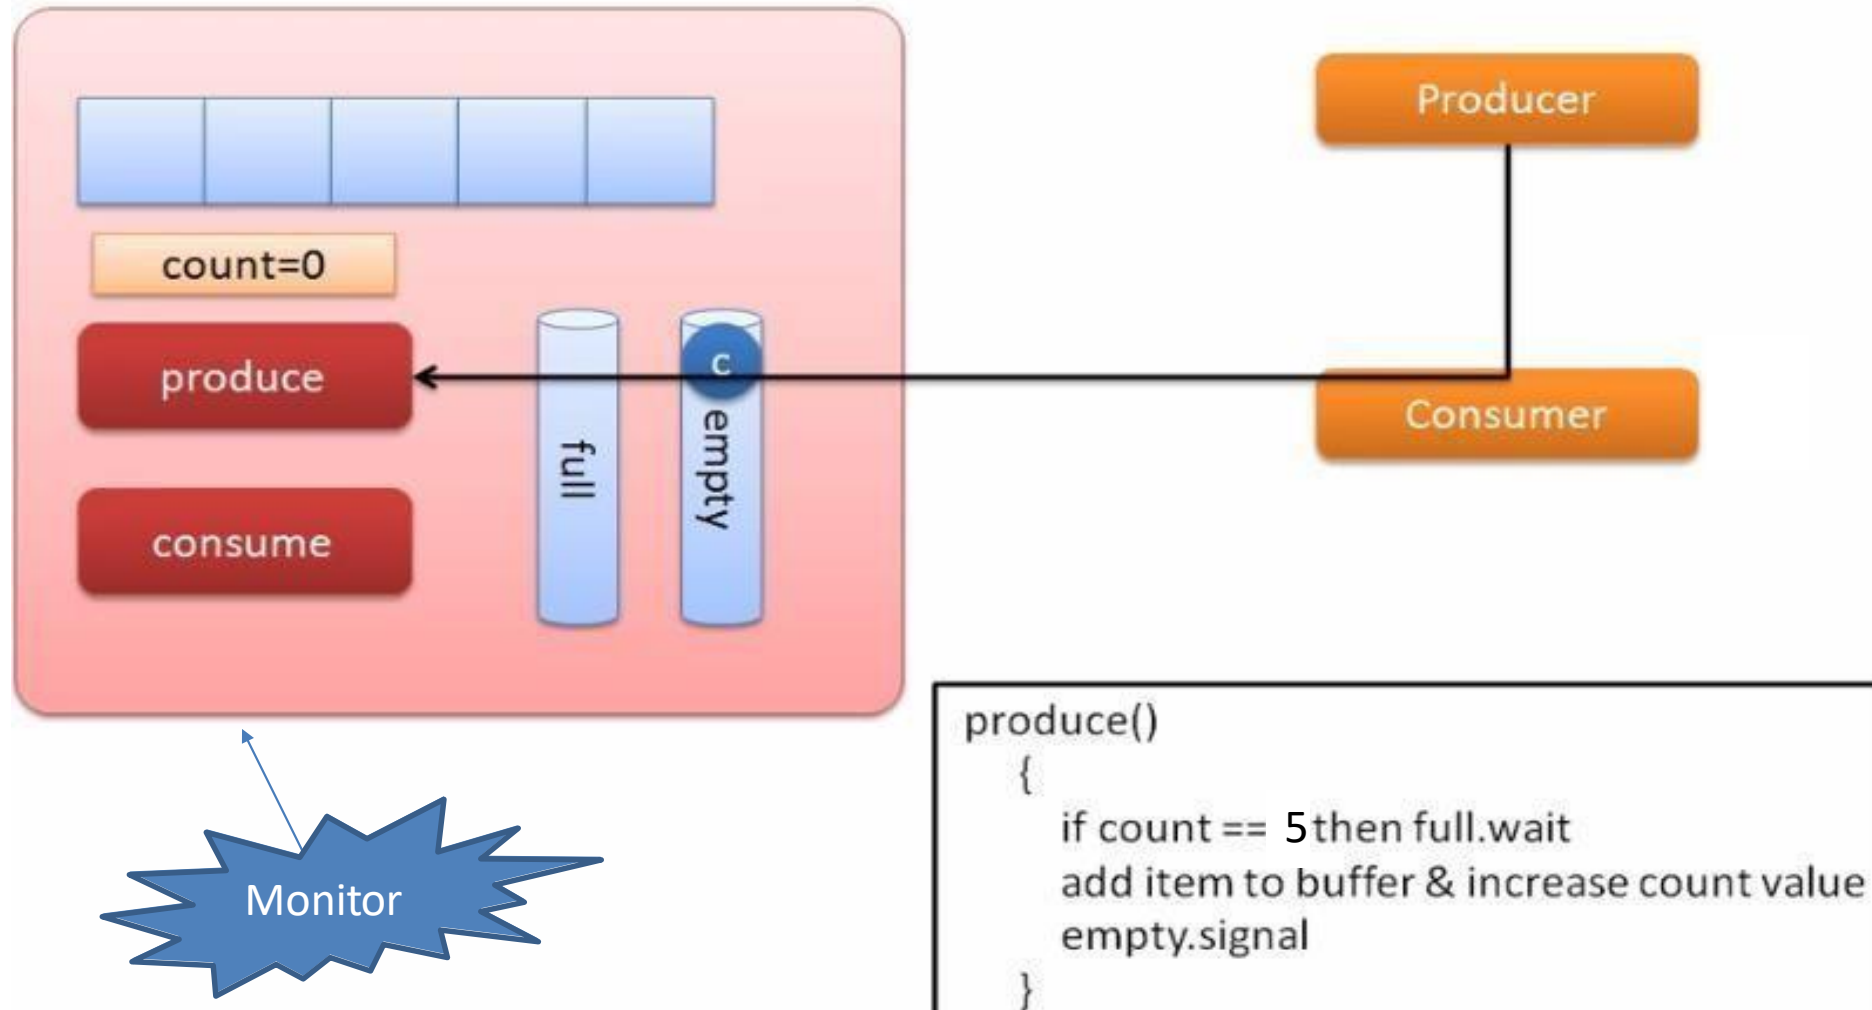 Producer
count=0
produce
c
full
empty
Consumer
consume
Monitor
produce()
{
if count == 5 then full.wait
add item to buffer & increase count value
empty.signal
}